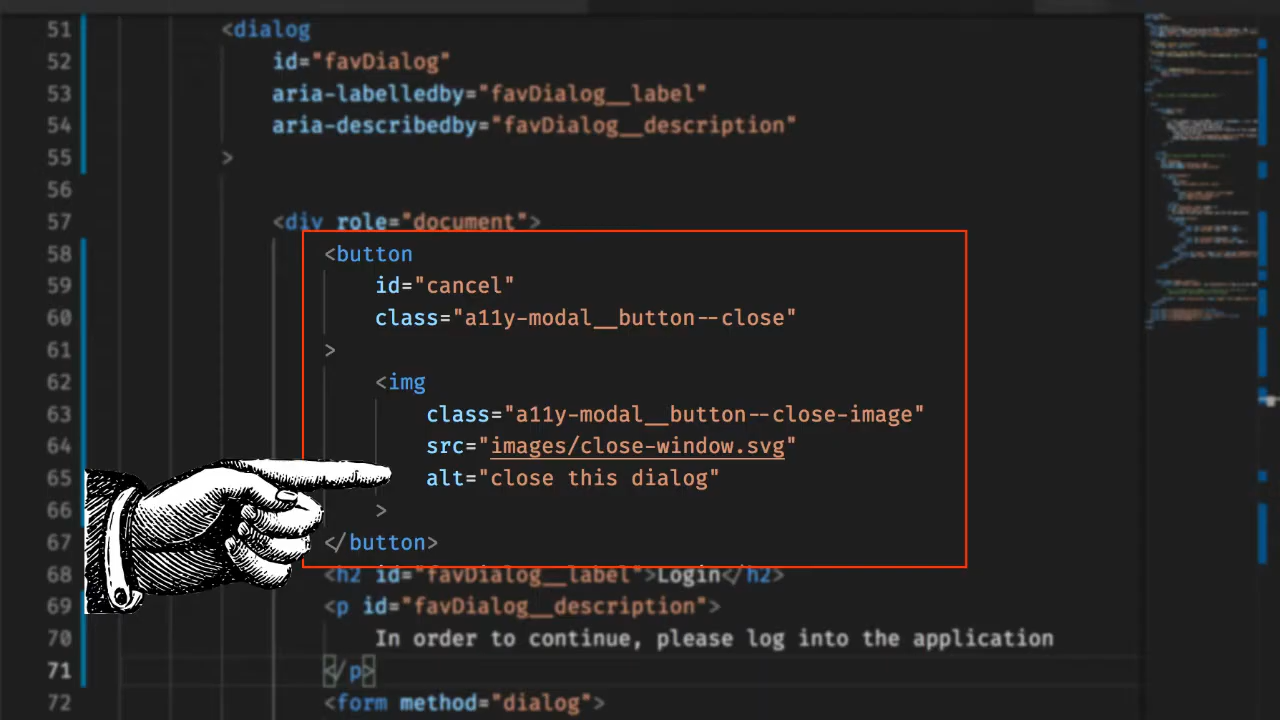 51 <dialog
52 id="favDialog"
53 aria-labelledby="favDialog__label"
54 aria-describedby="favDialog__description"
55 >
56
57 <div role="document">
58 <button
59 id="cancel"
60 class="a11y-modal__button--close"
61 >
62 <img
63 class="a11y-modal__button--close-image"
64 src="images/close-window.svg"
65 alt="close this dialog"
66 >
67 </button>
68 <h2 id="favDialog__label">Login</h2>
69 <p id="favDialog__description">
70 In order to continue, please log into the application
71 </p>
72 <form method="dialog">